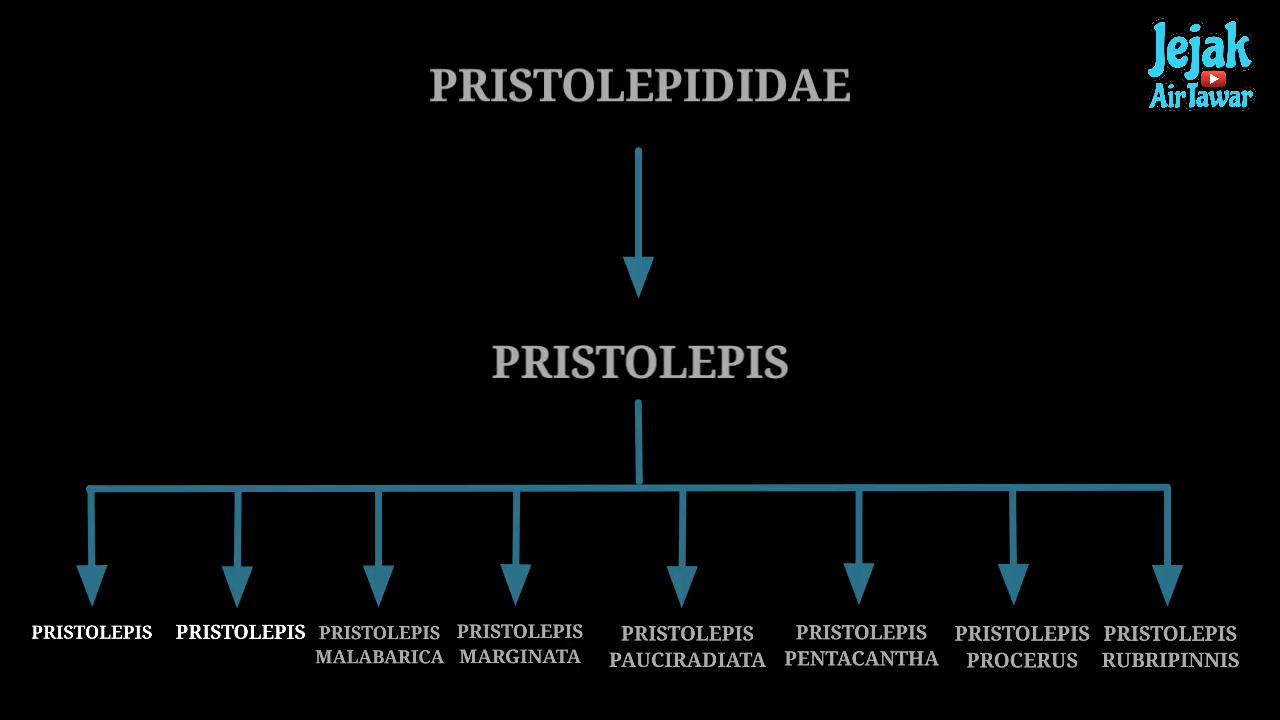 Jejak
Air Tawar
PRISTOLEPIDIDAE
PRISTOLEPIS
PRISTOLEPIS
PRISTOLEPIS
PRISTOLEPIS
MALABARICA
PRISTOLEPIS
MARGINATA
PRISTOLEPIS
PAUCIRADIATA
PRISTOLEPIS
PENTACANTHA
PRISTOLEPIS
PROCERUS
PRISTOLEPIS
RUBRIPINNIS